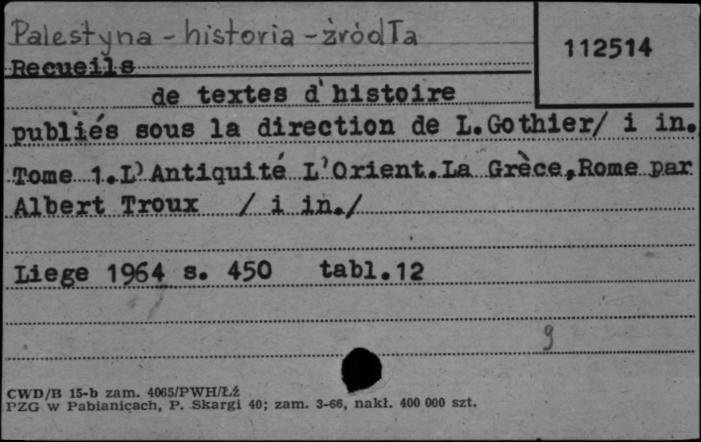 Palestyna - historia - źródła
112514
Recueils
de textes d'histoire
publiés sous la direction de L.Gothier/ i in.
Tome 1.L'Antiquité L'Orient.La Grèce,Rome par
Albert Troux / i in./
Liege 1964 s. 450 tabl.12
9
CWD/B 15-b zam. 4065/PWH/Łź
PZG w Pabianicach, P. Skargi 40; zam. 3-66, nakł. 400 000 szt.